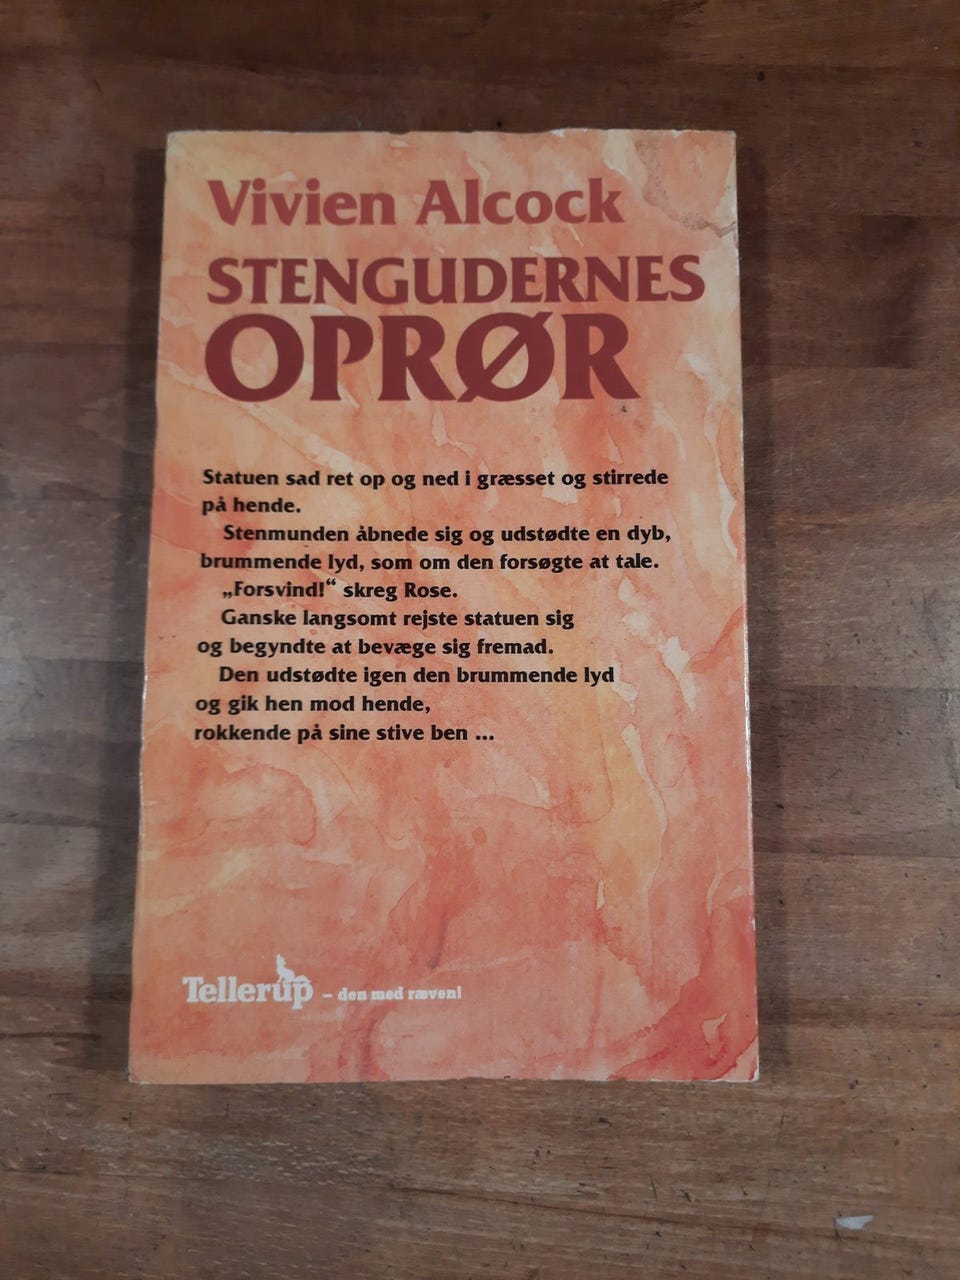 Vivien Alcock
STENGUDERNES
OPRØR
Statuen sad ret op og ned i græsset og stirrede
på hende.
Stenmunden åbnede sig og udstødte en dyb,
brummende lyd, som om den forsøgte at tale.
„Forsvind!“ skreg Rose.
Ganske langsomt rejste statuen sig
og begyndte at bevæge sig fremad.
Den udstødte igen den brummende lyd
og gik hen mod hende,
rokkende på sine stive ben ...
Tellerup – den med ræven!